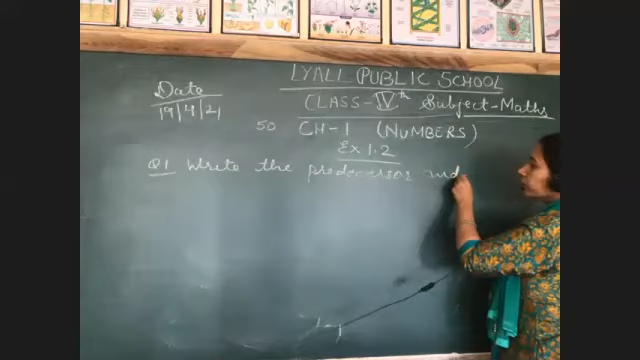 LYALL PUBLIC SCHOOL
Date
19/4/21
CLASS-IVth Subject-Maths
50 CH-1 (NUMBERS)
Ex 1.2
Q1 Write the predecessor and